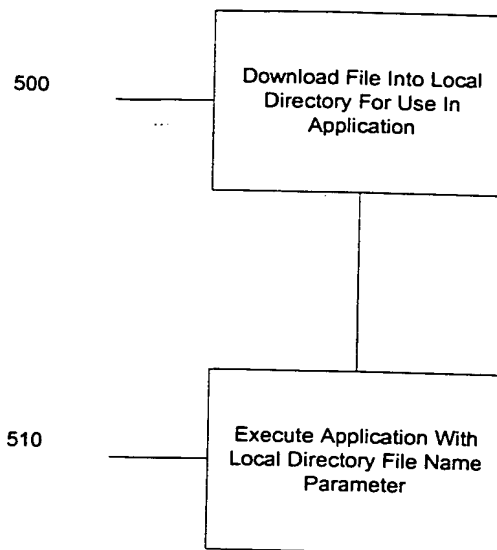 500
Download File Into Local
Directory For Use In
Application
510
Execute Application With
Local Directory File Name
Parameter